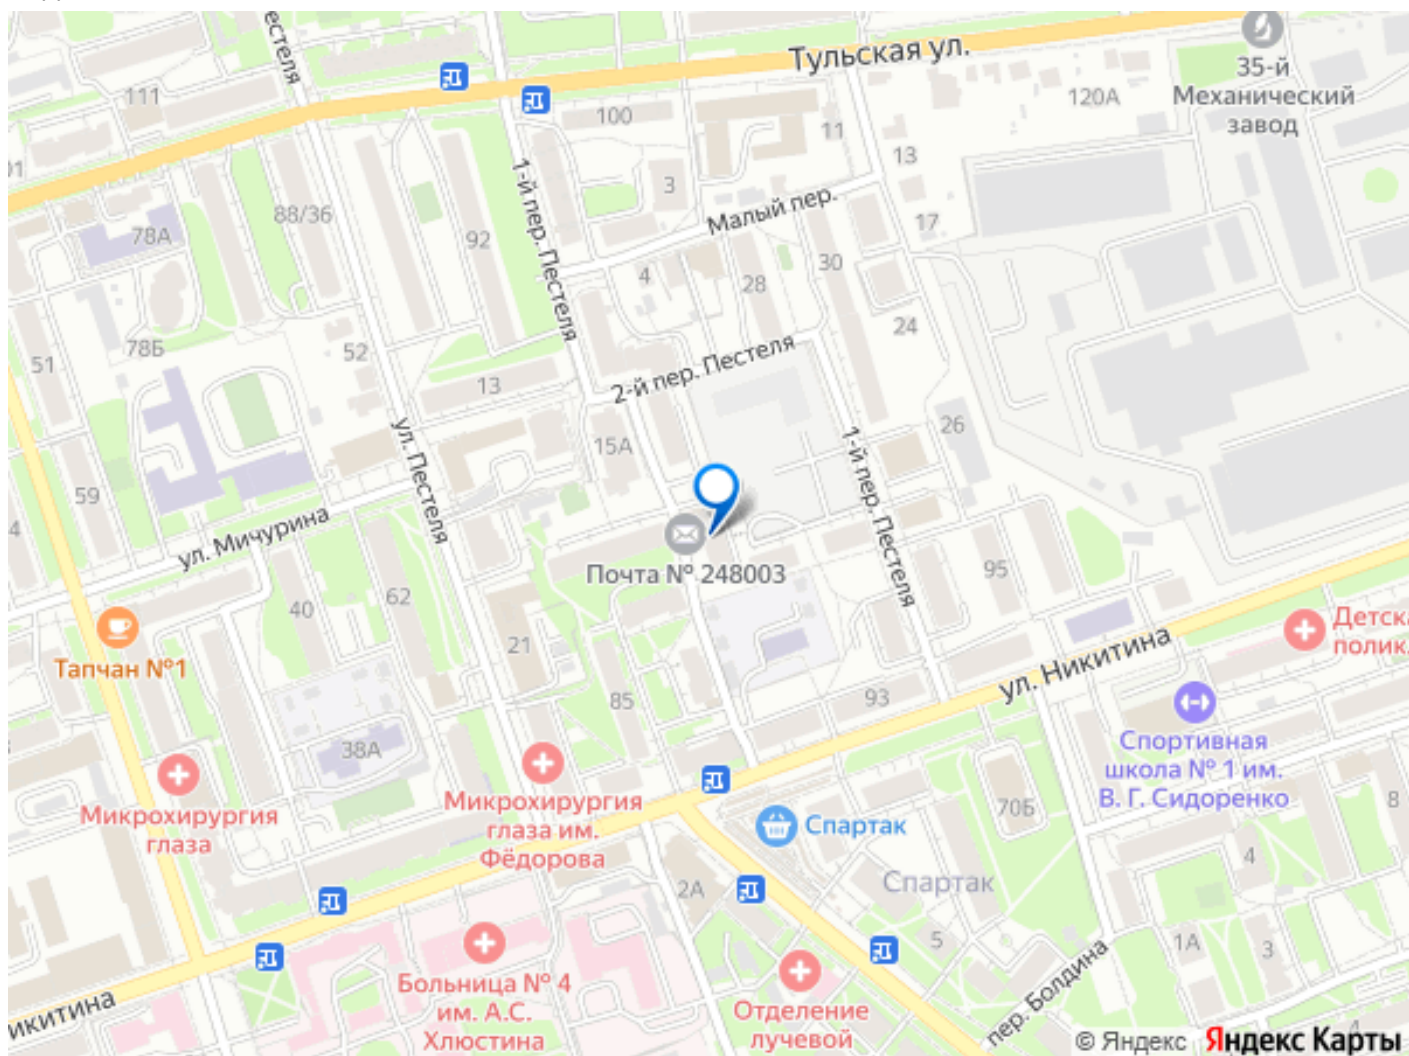 Тульская ул.
35-й
Механический
завод
120А
111
100
11
13
естеля
1-й пер. Пестеля
3
Малый пер.
17
88/36
78А
92
4
28
30
24
51
78Б
52
13
2-й пер. Пестеля
15А
26
ул. Пестеля
1-й пер. Пестеля
59
4
ул. Мичурина
Почта № 248003
95
40
62
Тапчан №1
21
Детска
полик.
ул. Никитина
85
93
38А
Спортивная
школа № 1 им.
В. Г. Сидоренко
Микрохирургия
глаза
Микрохирургия
глаза им.
Фёдорова
Спартак
70Б
8
4
2А
Спартак
5
1А
3
Больница № 4
им. А.С.
Хлюстина
Отделение
лучевой
пер. Болдина
икитина
4
© Яндекс Яндекс Карты